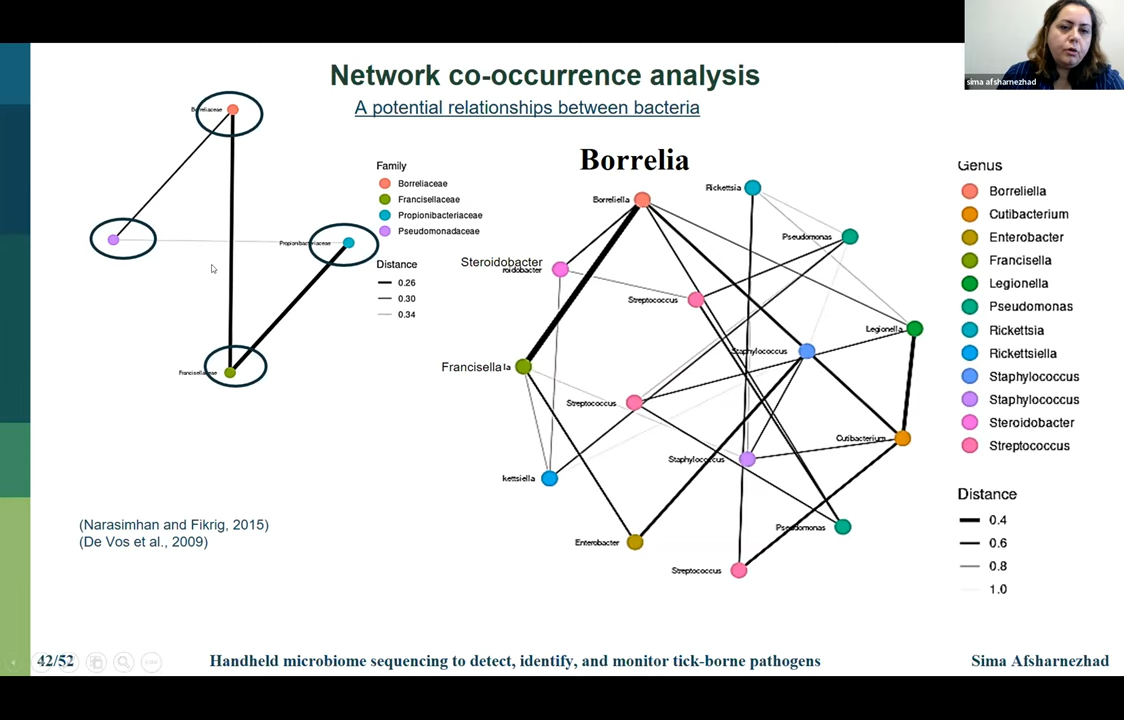 sima afsharnezhad
Network co-occurrence analysis
A potential relationships between bacteria
Borreliaceae
Propionibacteriaceae
Francisellaceae
Family
Borreliaceae
Francisellaceae
Propionibacteriaceae
Pseudomonadaceae
Distance
0.26
0.30
0.34
Borrelia
Borreliella
Rickettsia
Pseudomonas
Steroidobacter
roidobacter
Streptococcus
Legionella
Staphylococcus
Francisella la
Streptococcus
Cutibacterium
Staphylococcus
kettsiella
Pseudomonas
Enterobacter
Streptococcus
Genus
Borreliella
Cutibacterium
Enterobacter
Francisella
Legionella
Pseudomonas
Rickettsia
Rickettsiella
Staphylococcus
Staphylococcus
Steroidobacter
Streptococcus
Distance
0.4
0.6
0.8
1.0
(Narasimhan and Fikrig, 2015)
(De Vos et al., 2009)
42/52
Handheld microbiome sequencing to detect, identify, and monitor tick-borne pathogens
Sima Afsharnezhad